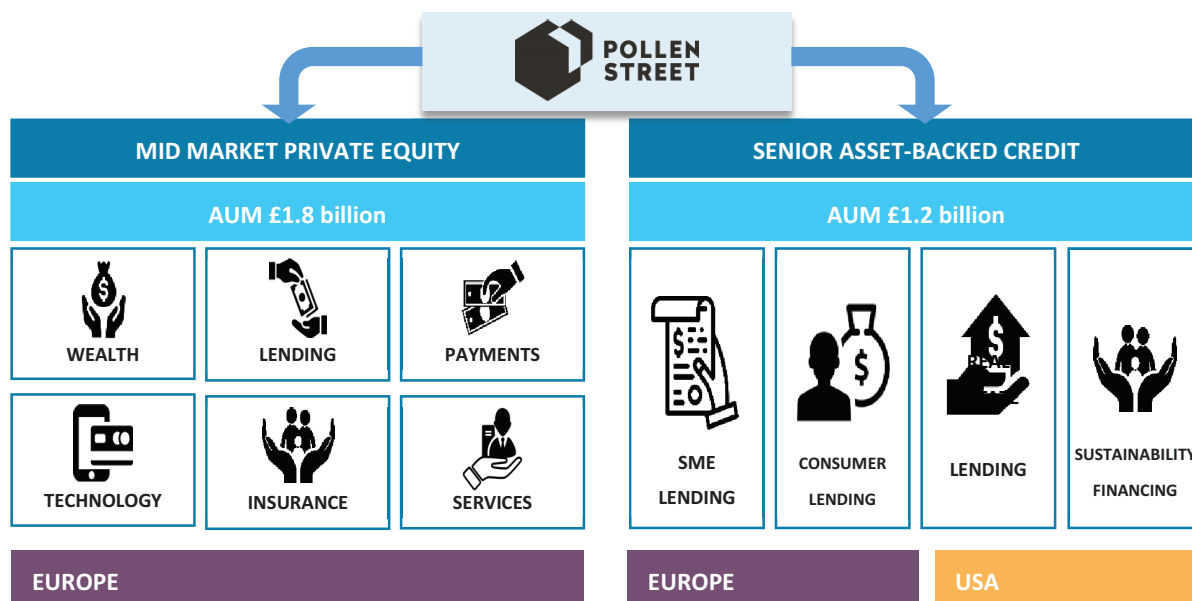 POLLEN
STREET
MID MARKET PRIVATE EQUITY
AUM £1.8 billion
WEALTH
LENDING
PAYMENTS
TECHNOLOGY
INSURANCE
SERVICES
EUROPE
SENIOR ASSET-BACKED CREDIT
AUM £1.2 billion
SME
LENDING
CONSUMER
LENDING
REAL
LENDING
SUSTAINABILITY
FINANCING
EUROPE
USA